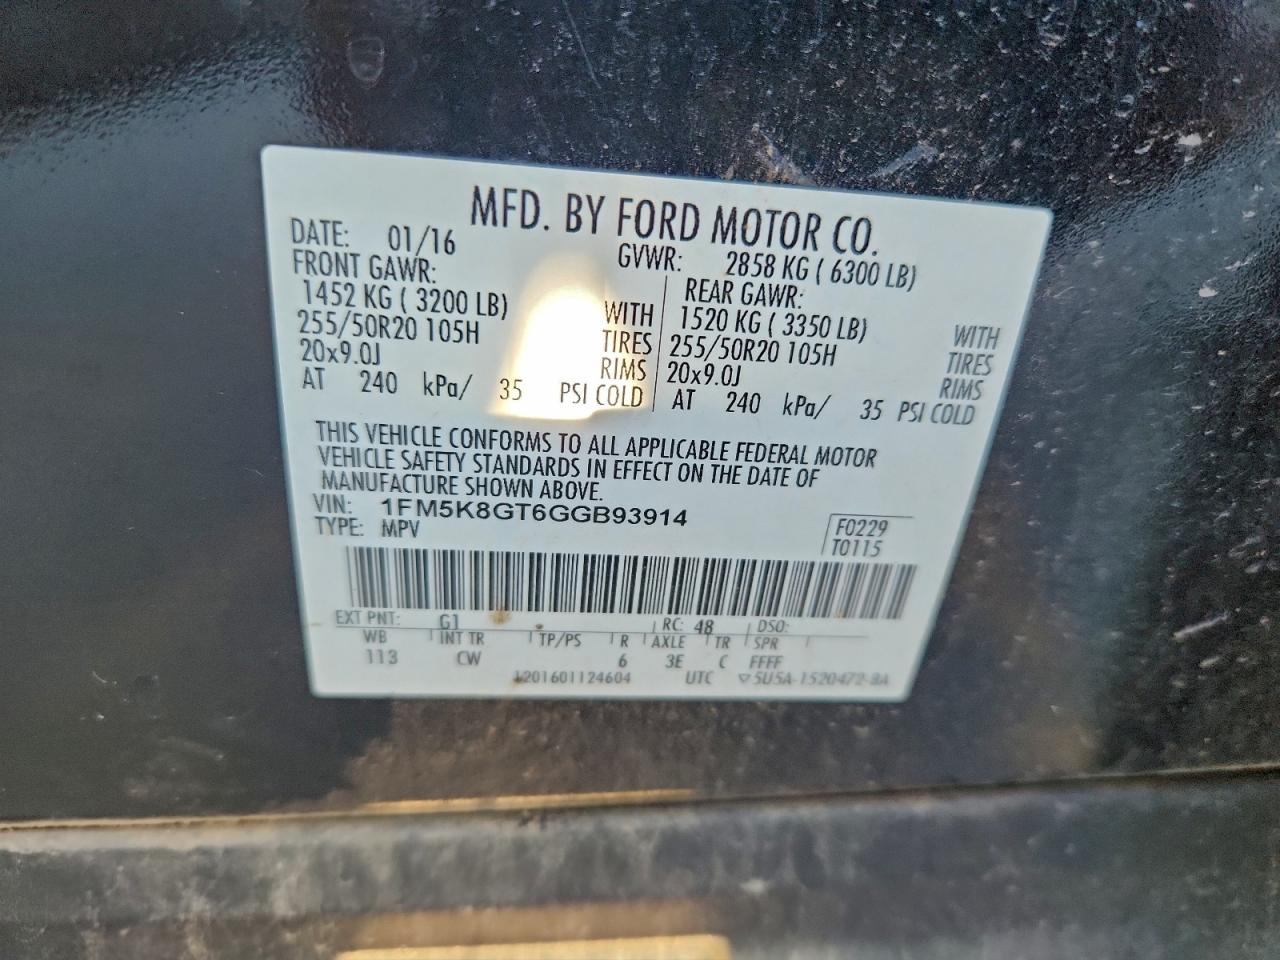 MFD. BY FORD MOTOR CO.
DATE: 01/16 GVWR: 2858 KG ( 6300 LB)
FRONT GAWR: REAR GAWR:
1452 KG ( 3200 LB) WITH 1520 KG ( 3350 LB) WITH
255/50R20 105H TIRES 255/50R20 105H TIRES
20x9.0J RIMS 20x9.0J RIMS
AT 240 kPa/ 35 PSI COLD AT 240 kPa/ 35 PSI COLD
THIS VEHICLE CONFORMS TO ALL APPLICABLE FEDERAL MOTOR
VEHICLE SAFETY STANDARDS IN EFFECT ON THE DATE OF
MANUFACTURE SHOWN ABOVE.
VIN: 1FM5K8GT6GGB93914
TYPE: MPV
F0229
T0115
EXT PNT: G1 RC: 48 DSO:
WB INT TR TP/PS R AXLE TR SPR
113 CW 6 3E C FFFF
UTC ▽5U5A-1520472-BA